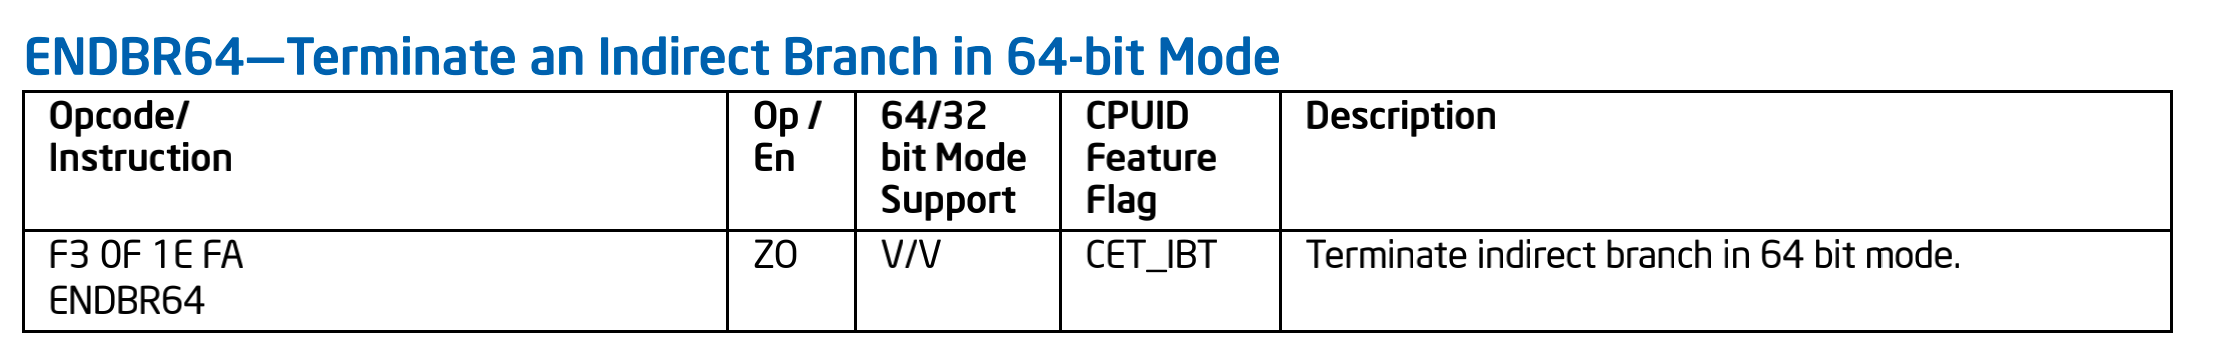 ENDBR64—Terminate an Indirect Branch in 64-bit Mode
Opcode/
Instruction
Op /
En
64/32
bit Mode
Support
CPUID
Feature
Flag
Description
F3 0F 1E FA
ENDBR64
ZO
V/V
CET_IBT
Terminate indirect branch in 64 bit mode.